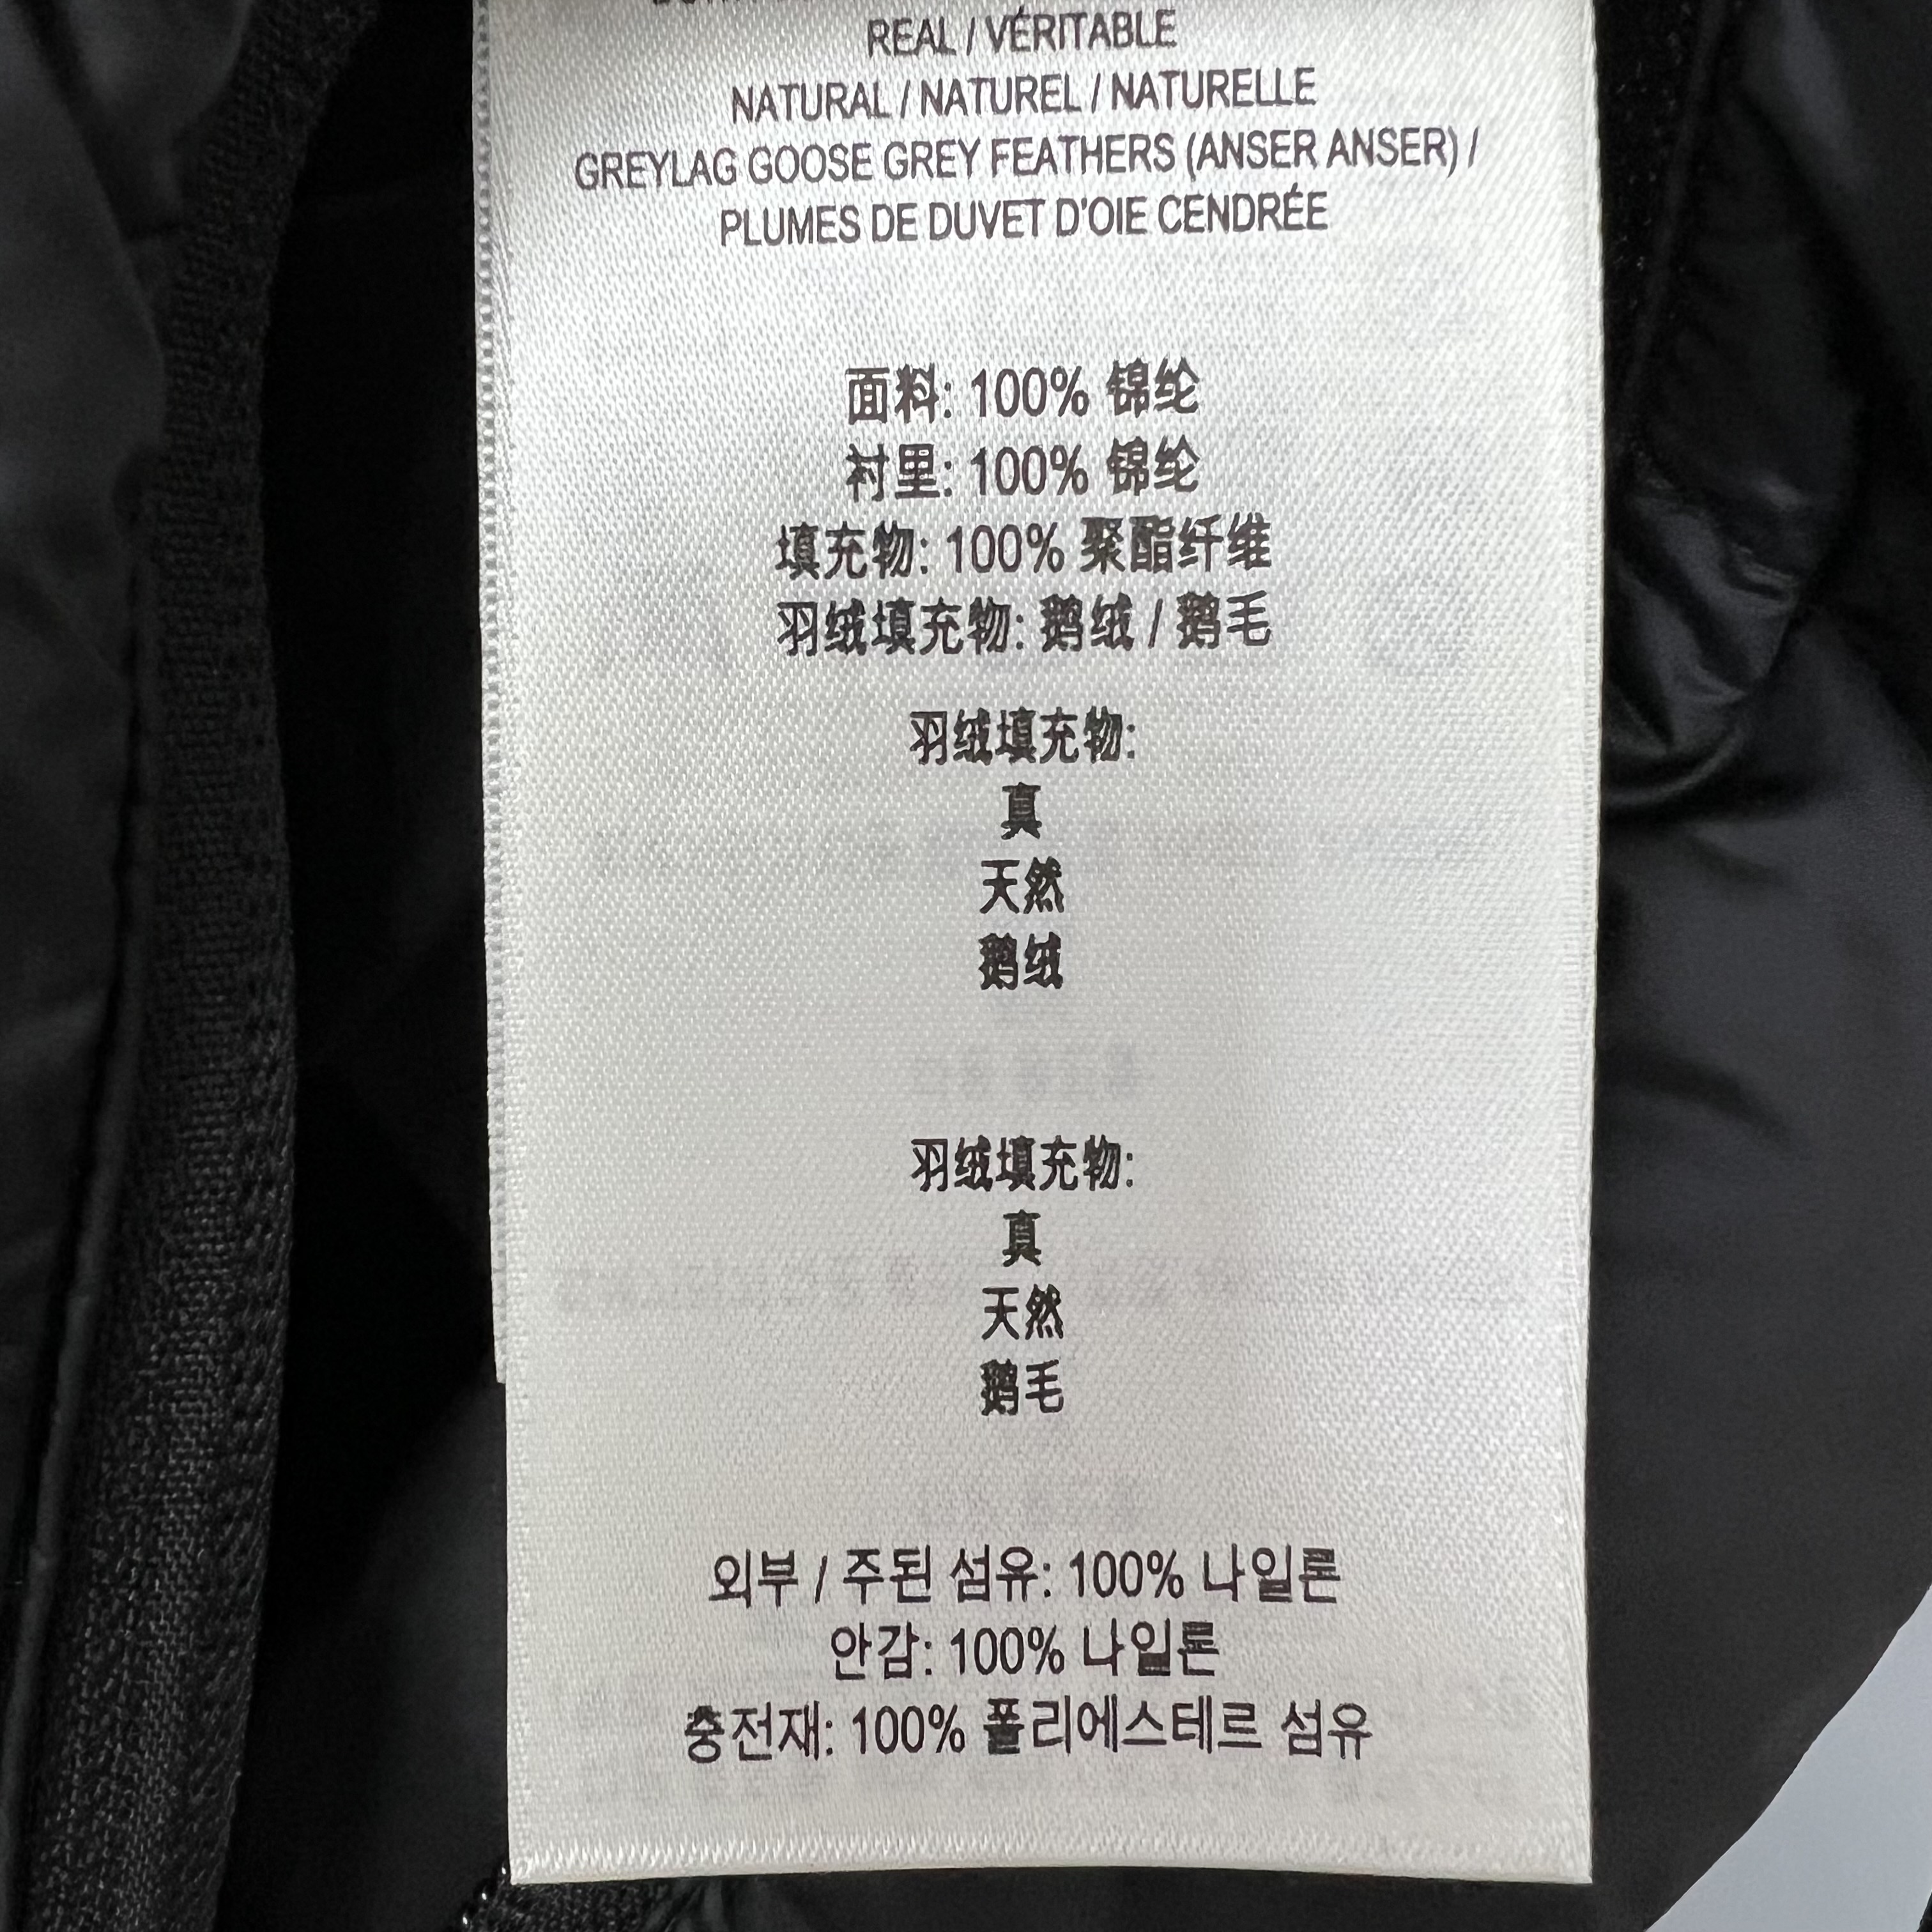 REAL / VÉRITABLE
NATURAL / NATUREL / NATURELLE
GREYLAG GOOSE GREY FEATHERS (ANSER ANSER) /
PLUMES DE DUVET D'OIE CENDRÉE
面料: 100% 锦纶
衬里: 100% 锦纶
填充物: 100% 聚酯纤维
羽绒填充物: 鹅绒 / 鹅毛
羽绒填充物:
真
天然
鹅绒
羽绒填充物:
真
天然
鹅毛
외부 / 주된 섬유: 100% 나일론
안감: 100% 나일론
충전재: 100% 폴리에스테르 섬유